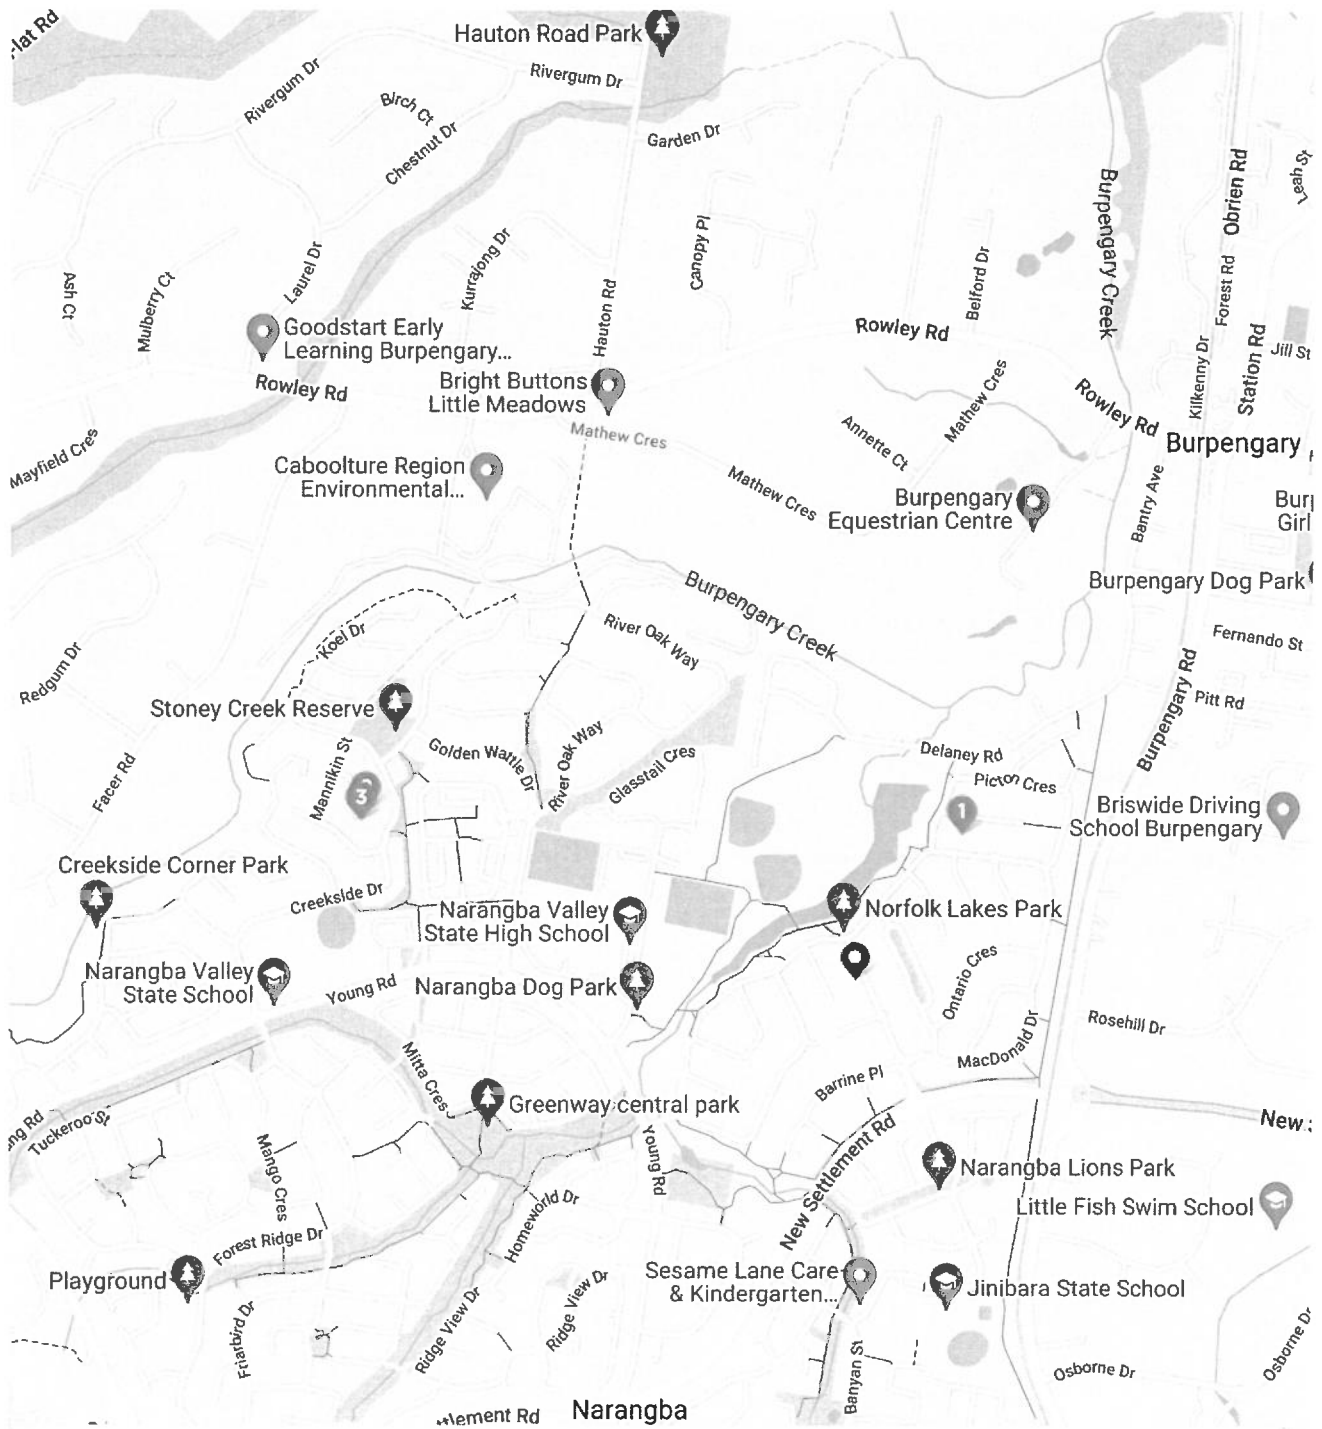 Hauton Road Park
Rivergum Dr
Rivergum Dr
Birch Ct
Chestnut Dr
Garden Dr
Obrien Rd
Leah St
Burpengary Creek
Canopy Pl
Laurel Dr
Kurrajong Dr
Belford Dr
Forest Rd
Ash Ct
Mulberry Ct
Hauton Rd
Goodstart Early
Learning Burpengary...
Rowley Rd
Kilkenny Dr
Station Rd
Jill St
Rowley Rd
Bright Buttons
Little Meadows
Mathew Cres
Rowley Rd
Mathew Cres
Annette Ct
Burpengary
Mayfield Cres
Caboolture Region
Environmental...
Mathew Cres
Burpengary
Equestrian Centre
Bantry Ave
Girl
Burpengary Dog Park
Burpengary Creek
Koel Dr
River Oak Way
Fernando St
Redgum Dr
Burpengary Rd
Pitt Rd
Stoney Creek Reserve
Golden Wattle Dr
River Oak Way
Glasstail Cres
Delaney Rd
Picton Cres
Facer Rd
Mannikin St
3
1
Briswide Driving
School Burpengary
Creekside Corner Park
Creekside Dr
Narangba Valley
State High School
Norfolk Lakes Park
Narangba Valley
State School
Young Rd
Narangba Dog Park
Ontario Cres
Rosehill Dr
MacDonald Dr
Mitta Cres
Barrine Pl
Greenway central park
ng Rd
Tuckeroo St
New
Mango Cres
Young Rd
New Settlement Rd
Narangba Lions Park
Little Fish Swim School
Homeworld Dr
Forest Ridge Dr
Playground
Sesame Lane Care
& Kindergarten...
Jinibara State School
Friarbird Dr
Ridge View Dr
Ridge View Dr
Banyan St
Osborne Dr
Osborne Dr
tlement Rd
Narangba